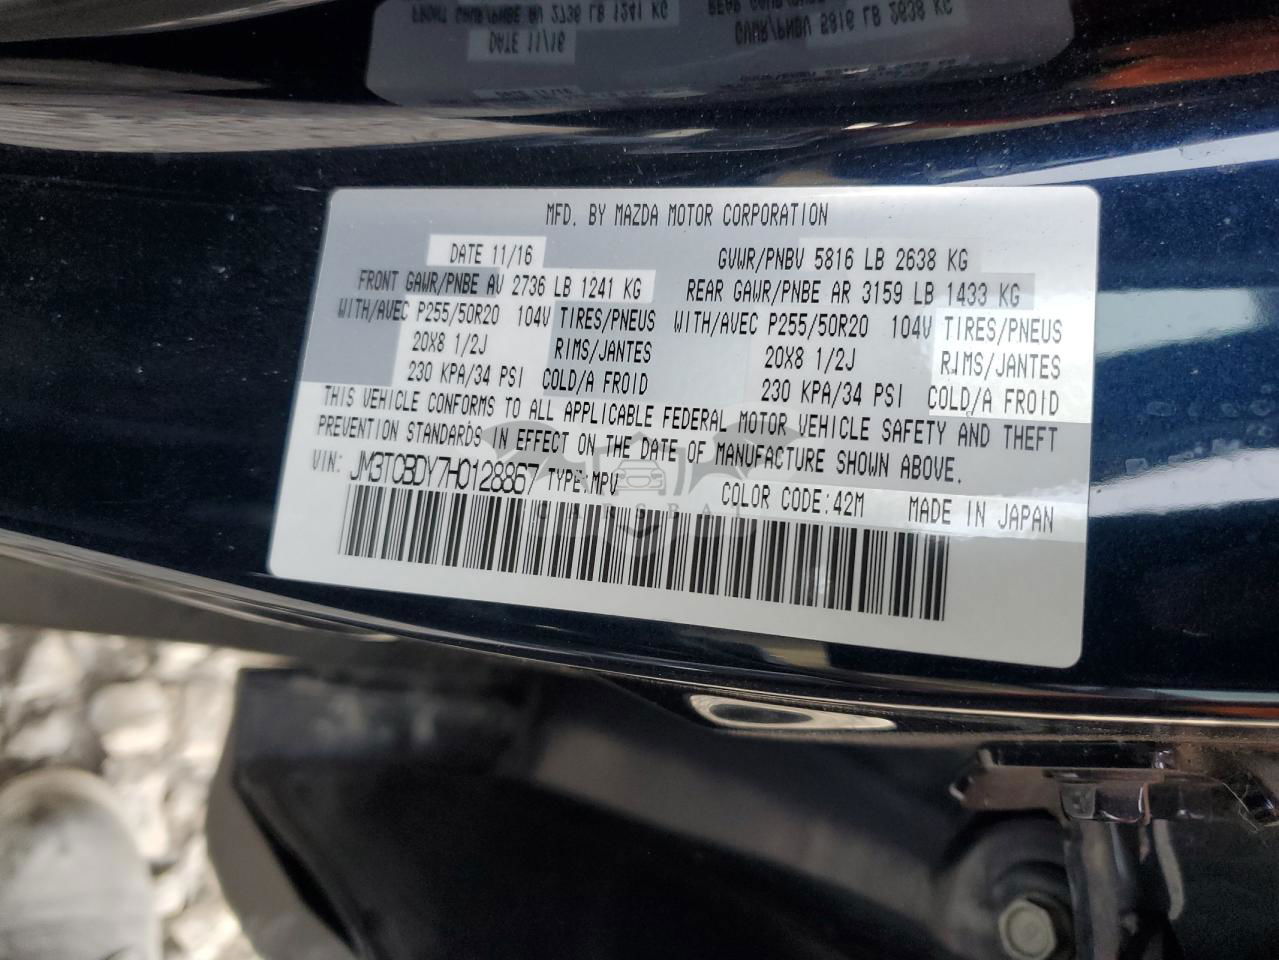 MFD. BY MAZDA MOTOR CORPORATION
DATE 11/16 GVWR/PNBV 5816 LB 2638 KG
FRONT GAWR/PNBE AV 2736 LB 1241 KG REAR GAWR/PNBE AR 3159 LB 1433 KG
WITH/AVEC P255/50R20 104V TIRES/PNEUS WITH/AVEC P255/50R20 104V TIRES/PNEUS
20X8 1/2J RIMS/JANTES 20X8 1/2J RIMS/JANTES
230 KPA/34 PSI COLD/A FROID 230 KPA/34 PSI COLD/A FROID
THIS VEHICLE CONFORMS TO ALL APPLICABLE FEDERAL MOTOR VEHICLE SAFETY AND THEFT
PREVENTION STANDARDS IN EFFECT ON THE DATE OF MANUFACTURE SHOWN ABOVE.
VIN: JM3TCBDY7H0128867 TYPE:MPV COLOR CODE:42M MADE IN JAPAN